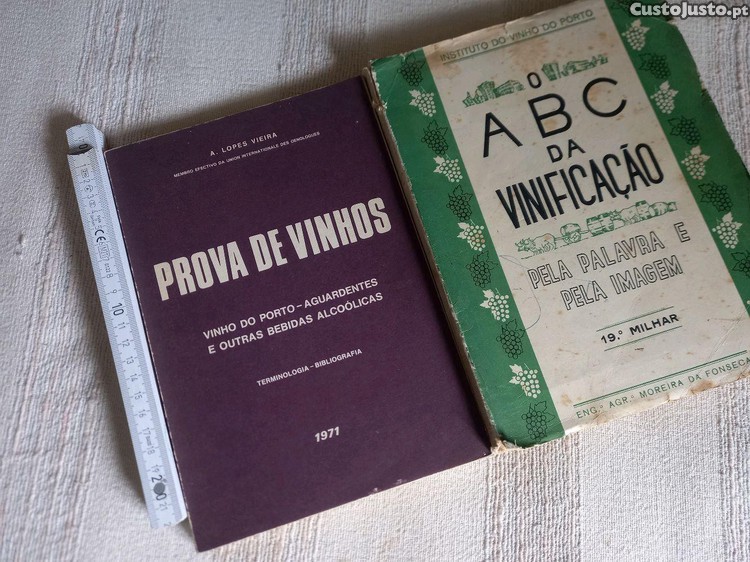 CustoJusto.pt
A. LOPES VIEIRA
MEMBRO EFECTIVO DA UNION INTERNATIONALE DES OENOLOGUES
PROVA DE VINHOS
VINHO DO PORTO - AGUARDENTES
E OUTRAS BEBIDAS ALCOÓLICAS
TERMINOLOGIA - BIBLIOGRAFIA
1971
INSTITUTO DO VINHO DO PORTO
O
ABC
DA
VINIFICAÇÃO
PELA PALAVRA E
PELA IMAGEM
19.º MILHAR
ENG.º AGR.º MOREIRA DA FONSECA
10
200